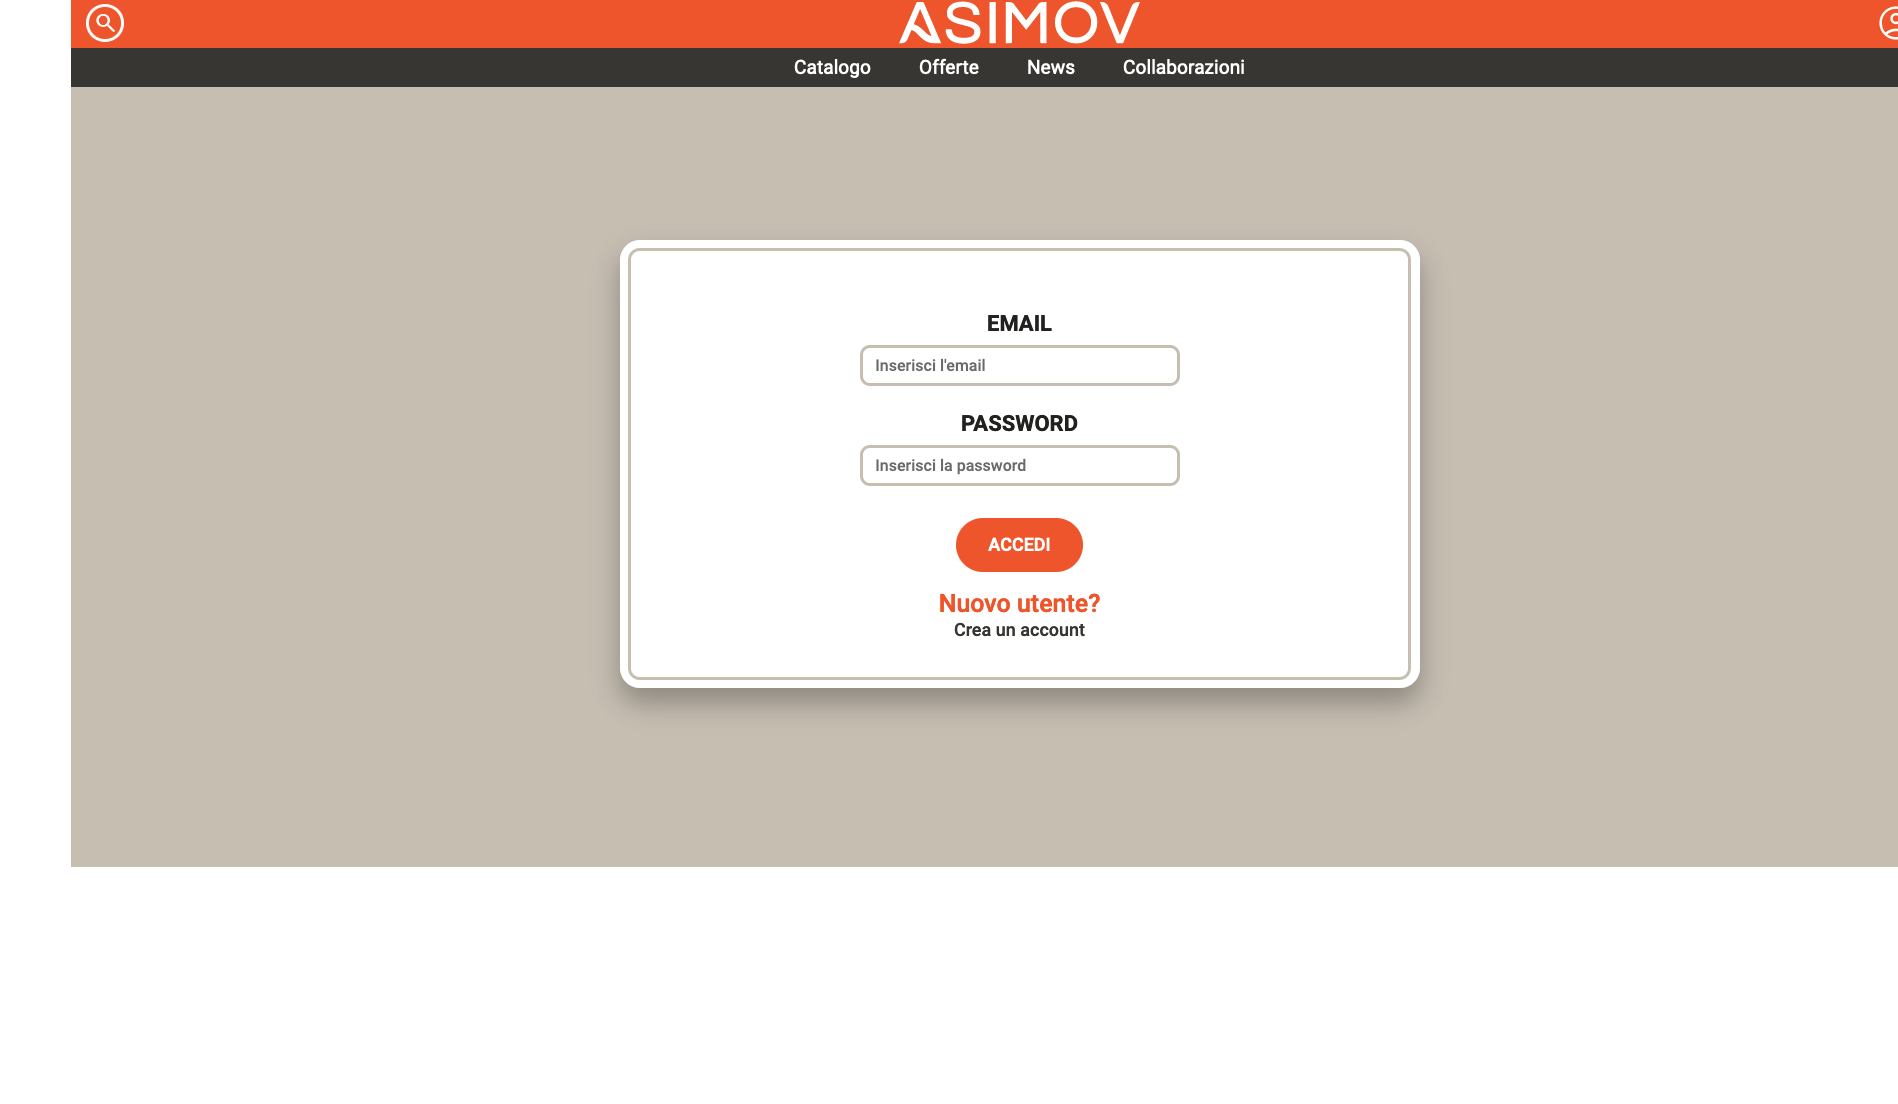 ASIMOV
Catalogo Offerte News Collaborazioni
EMAIL
Inserisci l'email
PASSWORD
Inserisci la password
ACCEDI
Nuovo utente?
Crea un account